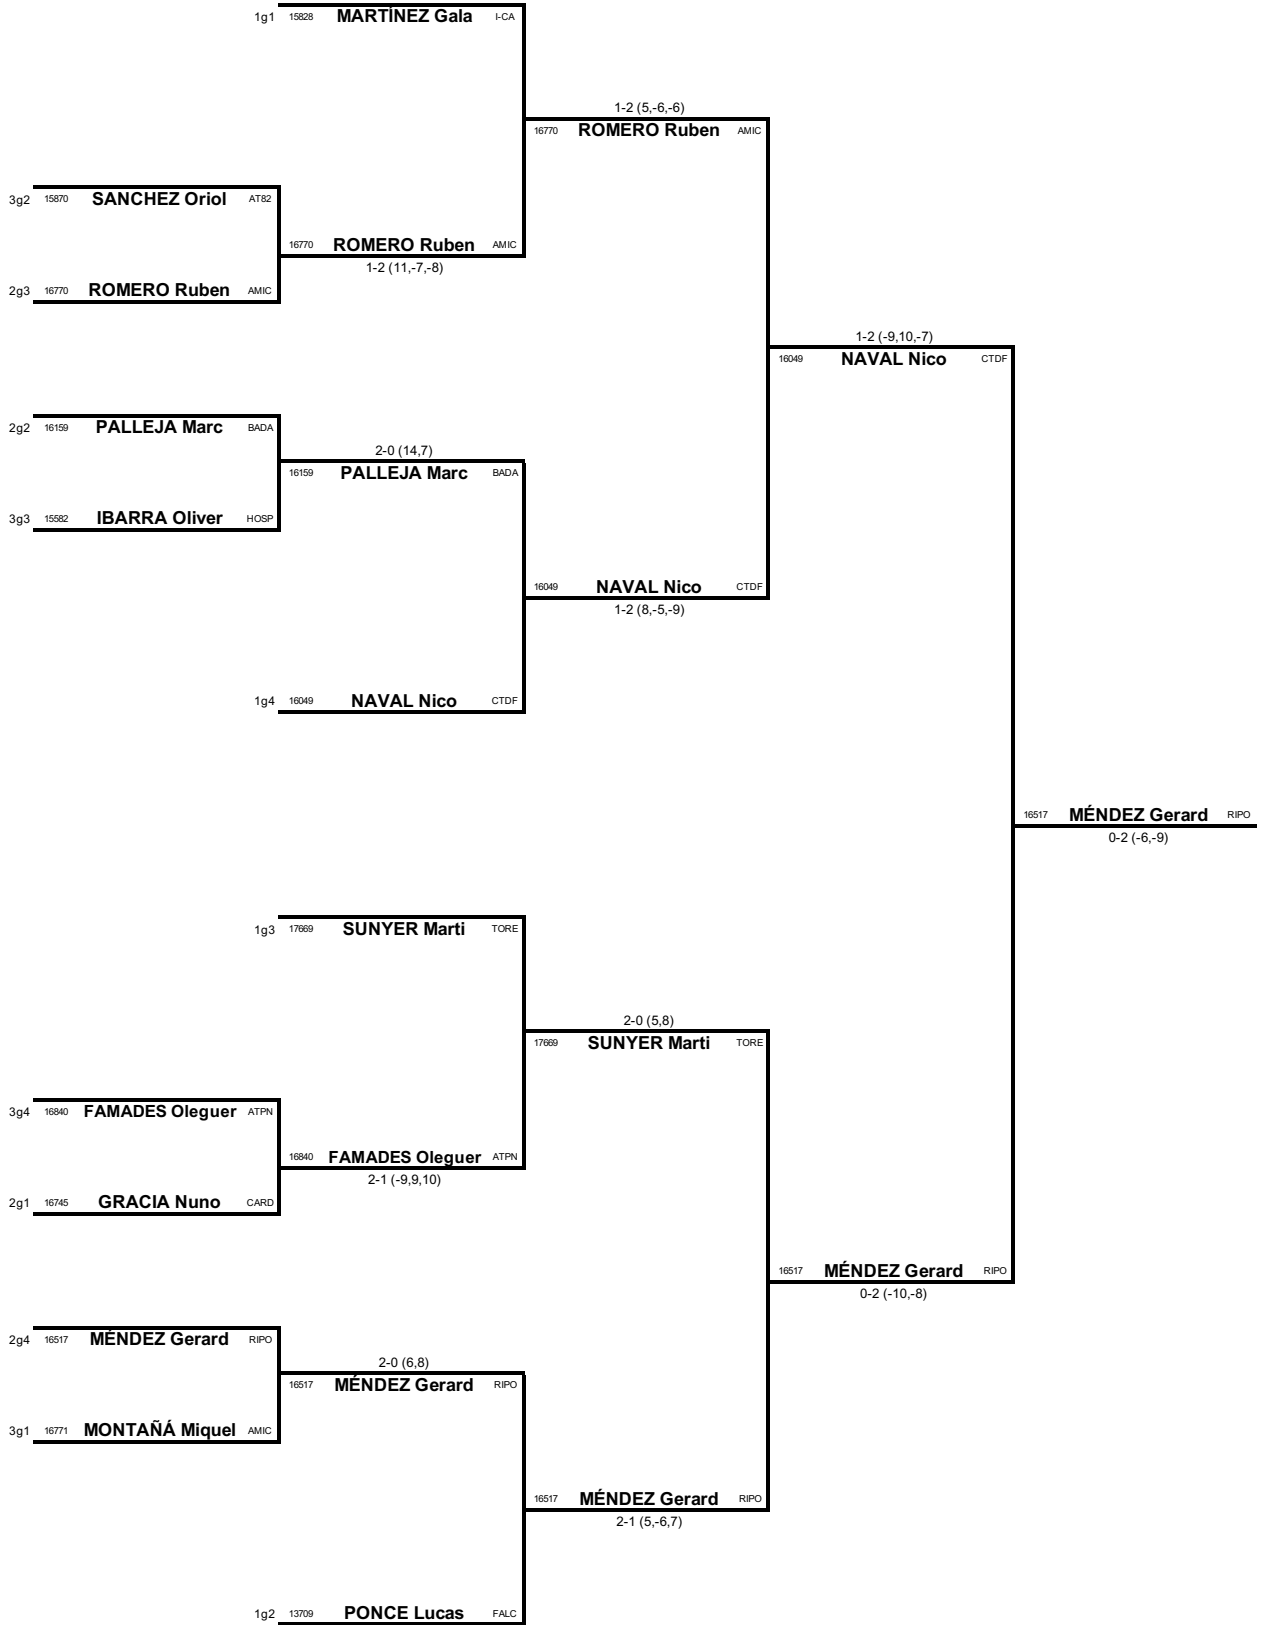 1g1 15828 MARTÍNEZ Gala I-CA
1-2 (5,-6,-6)
16770 ROMERO Ruben AMIC
3g2 15870 SANCHEZ Oriol AT82
16770 ROMERO Ruben AMIC
1-2 (11,-7,-8)
2g3 16770 ROMERO Ruben AMIC
1-2 (-9,10,-7)
16049 NAVAL Nico CTDF
2g2 16159 PALLEJA Marc BADA
2-0 (14,7)
16159 PALLEJA Marc BADA
3g3 15582 IBARRA Oliver HOSP
16049 NAVAL Nico CTDF
1-2 (8,-5,-9)
1g4 16049 NAVAL Nico CTDF
16517 MÉNDEZ Gerard RIPO
0-2 (-6,-9)
1g3 17669 SUNYER Marti TORE
2-0 (5,8)
17669 SUNYER Marti TORE
3g4 16840 FAMADES Oleguer ATPN
16840 FAMADES Oleguer ATPN
2-1 (-9,9,10)
2g1 16745 GRACIA Nuno CARD
16517 MÉNDEZ Gerard RIPO
0-2 (-10,-8)
2g4 16517 MÉNDEZ Gerard RIPO
2-0 (6,8)
16517 MÉNDEZ Gerard RIPO
3g1 16771 MONTAÑÁ Miquel AMIC
16517 MÉNDEZ Gerard RIPO
2-1 (5,-6,7)
1g2 13709 PONCE Lucas FALC